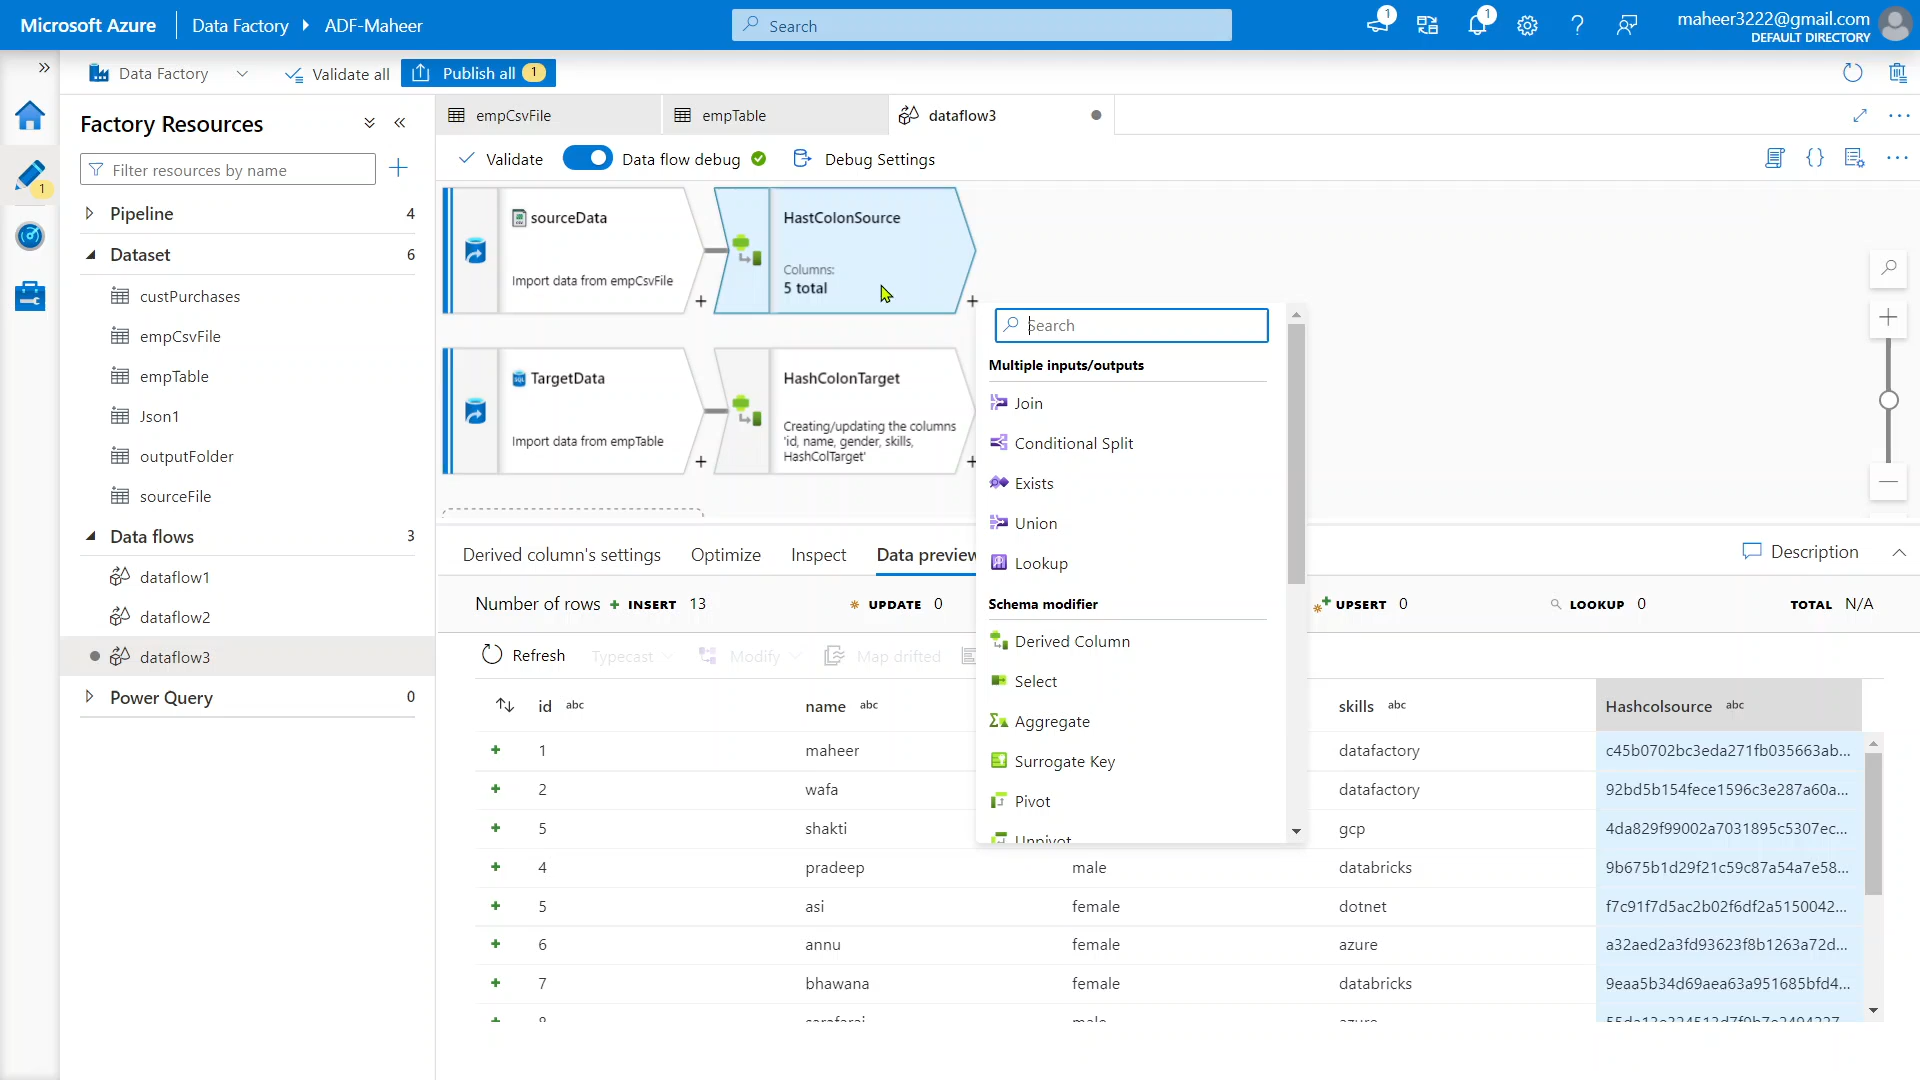 Microsoft Azure
Data Factory
ADF-Maheer
Search
1
1
maheer3222@gmail.com
DEFAULT DIRECTORY
Data Factory
Validate all
Publish all
1
Factory Resources
Filter resources by name
1
Pipeline
4
Dataset
6
custPurchases
empCsvFile
empTable
Json1
outputFolder
sourceFile
Data flows
3
dataflow1
dataflow2
dataflow3
Power Query
0
empCsvFile
empTable
dataflow3
Validate
Data flow debug
Debug Settings
sourceData
Import data from empCsvFile
HastColonSource
Columns:
5 total
TargetData
Import data from empTable
HashColonTarget
Creating/updating the columns
'id, name, gender, skills,
HashColTarget'
Search
Multiple inputs/outputs
Join
Conditional Split
Exists
Union
Lookup
Schema modifier
Derived Column
Select
Aggregate
Surrogate Key
Pivot
Unpivot
Derived column's settings
Optimize
Inspect
Data preview
Description
Number of rows
INSERT 13
UPDATE 0
UPSERT 0
LOOKUP 0
TOTAL N/A
Refresh
Typecast
Modify
Map drifted
id abc
name abc
skills abc
Hashcolsource abc
1 maheer datafactory c45b0702bc3eda271fb035663ab...
2 wafa datafactory 92bd5b154fece1596c3e287a60a...
5 shakti gcp 4da829f99002a7031895c5307ec...
4 pradeep male databricks 9b675b1d29f21c59c87a54a7e58...
5 asi female dotnet f7c91f7d5ac2b02f6df2a5150042...
6 annu female azure a32aed2a3fd93623f8b1263a72d...
7 bhawana female databricks 9eaa5b34d69aea63a951685bfd4...